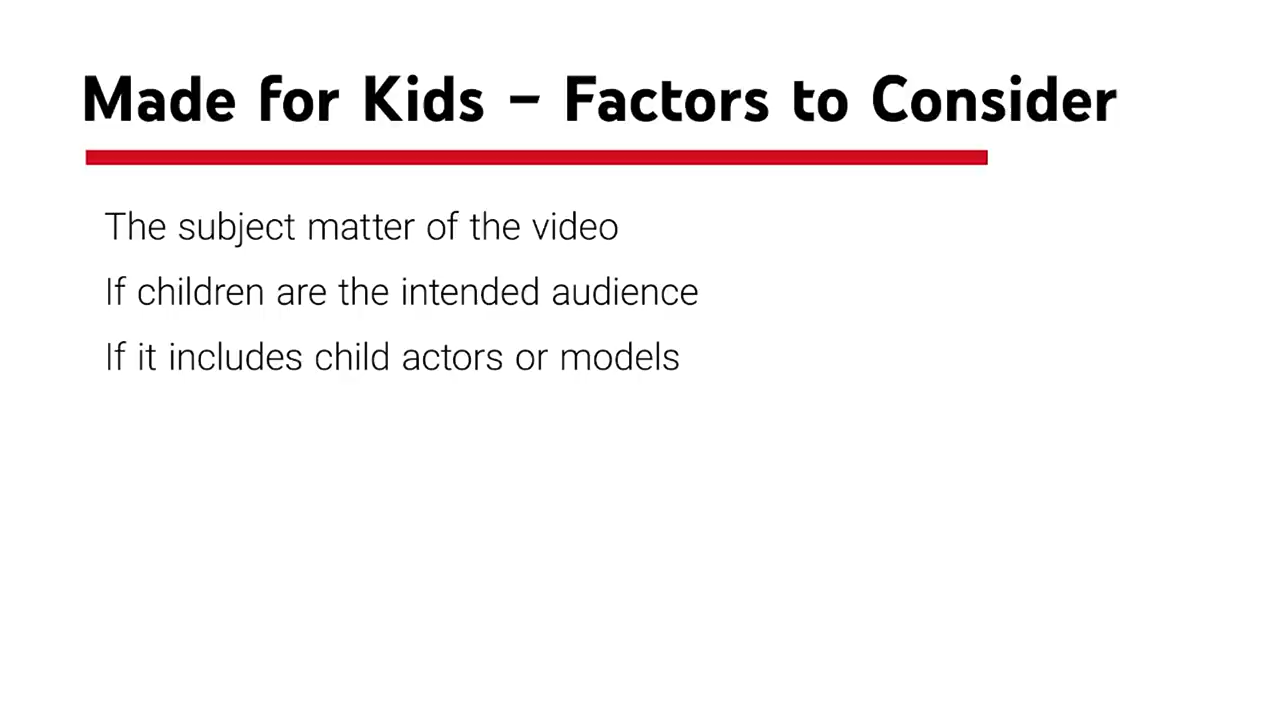 Made for Kids – Factors to Consider
The subject matter of the video
If children are the intended audience
If it includes child actors or models